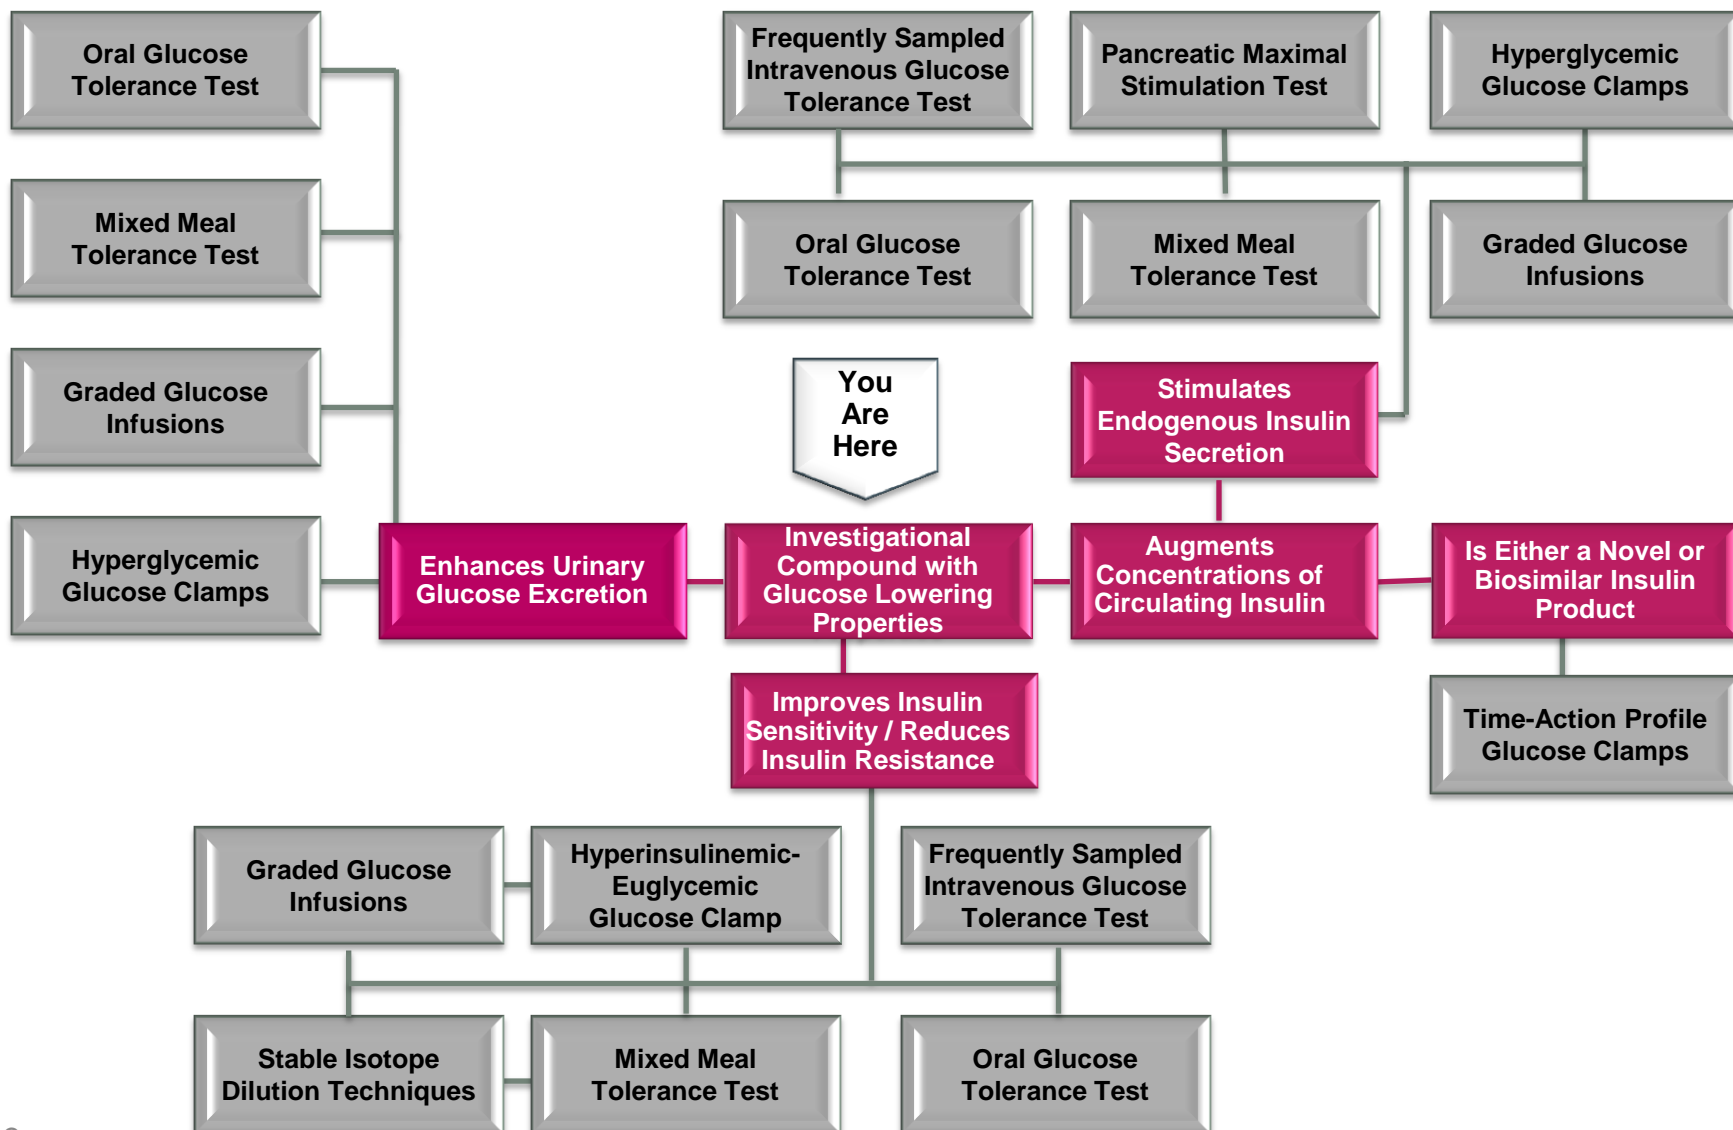 Oral Glucose
Tolerance Test
Frequently Sampled
Intravenous Glucose
Tolerance Test
Pancreatic Maximal
Stimulation Test
Hyperglycemic
Glucose Clamps
Mixed Meal
Tolerance Test
Oral Glucose
Tolerance Test
Mixed Meal
Tolerance Test
Graded Glucose
Infusions
Graded Glucose
Infusions
You
Are
Here
Stimulates
Endogenous Insulin
Secretion
Hyperglycemic
Glucose Clamps
Enhances Urinary
Glucose Excretion
Investigational
Compound with
Glucose Lowering
Properties
Augments
Concentrations of
Circulating Insulin
Is Either a Novel or
Biosimilar Insulin
Product
Improves Insulin
Sensitivity / Reduces
Insulin Resistance
Time-Action Profile
Glucose Clamps
Graded Glucose
Infusions
Hyperinsulinemic-
Euglycemic
Glucose Clamp
Frequently Sampled
Intravenous Glucose
Tolerance Test
Stable Isotope
Dilution Techniques
Mixed Meal
Tolerance Test
Oral Glucose
Tolerance Test